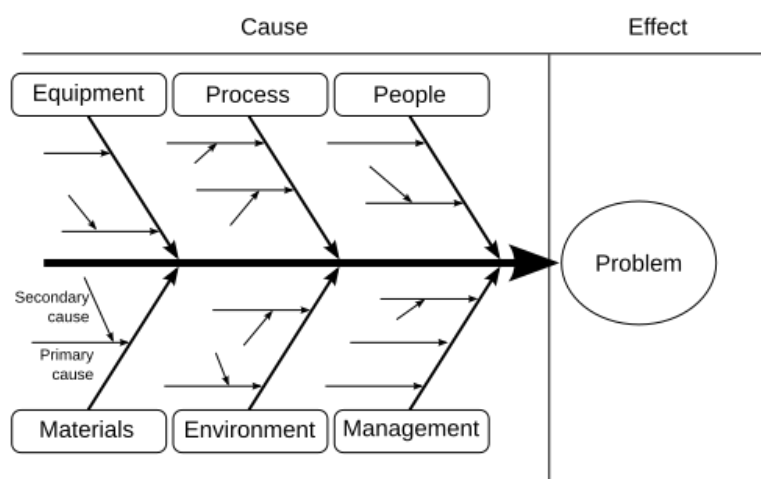 Cause
Effect
Equipment
Process
People
Problem
Secondary
cause
Primary
cause
Materials
Environment
Management